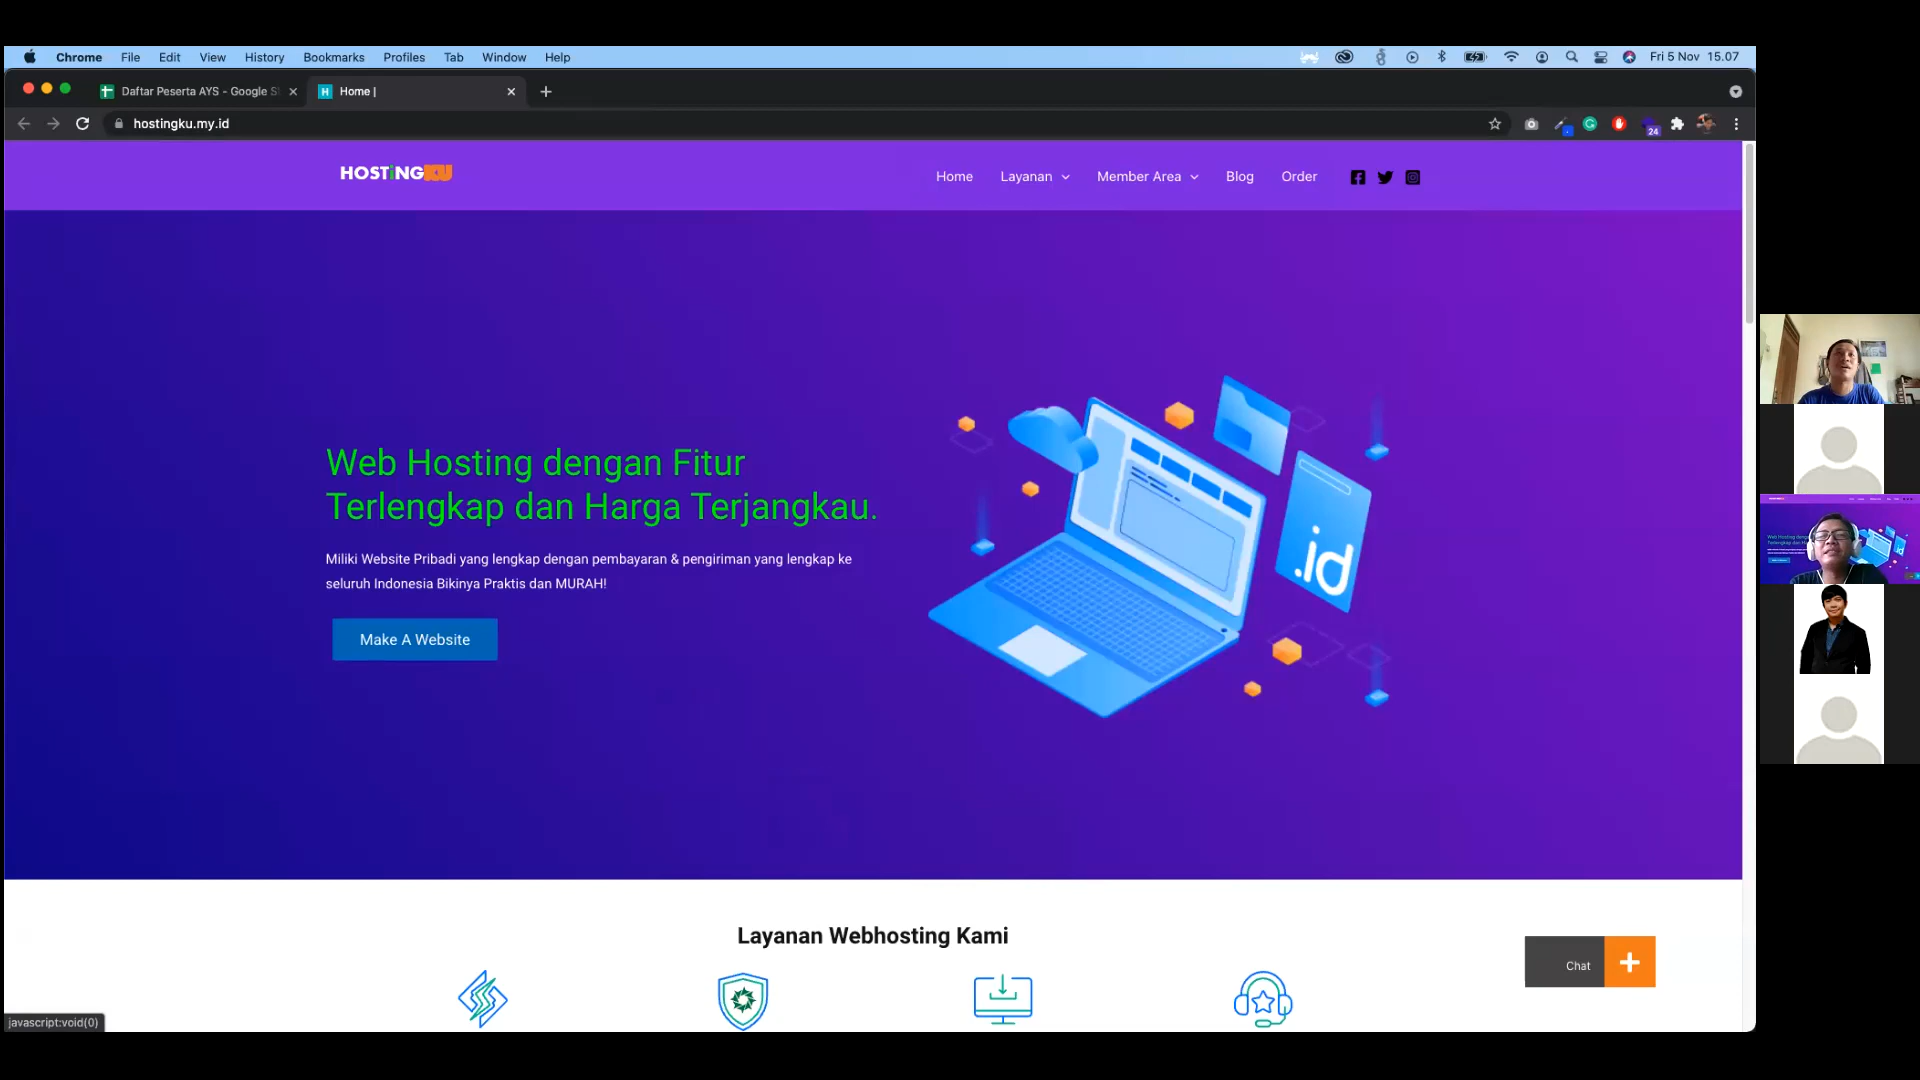 Chrome File Edit View History Bookmarks Profiles Tab Window Help Fri 5 Nov 15.07
Daftar Peserta AYS - Google S Home |
hostingku.my.id 24
HOSTiNGKU Home Layanan Member Area Blog Order
Web Hosting dengan Fitur
Terlengkap dan Harga Terjangkau.
Miliki Website Pribadi yang lengkap dengan pembayaran & pengiriman yang lengkap ke
seluruh Indonesia Bikinya Praktis dan MURAH!
Make A Website
.id
Layanan Webhosting Kami
Chat
javascript:void(0)